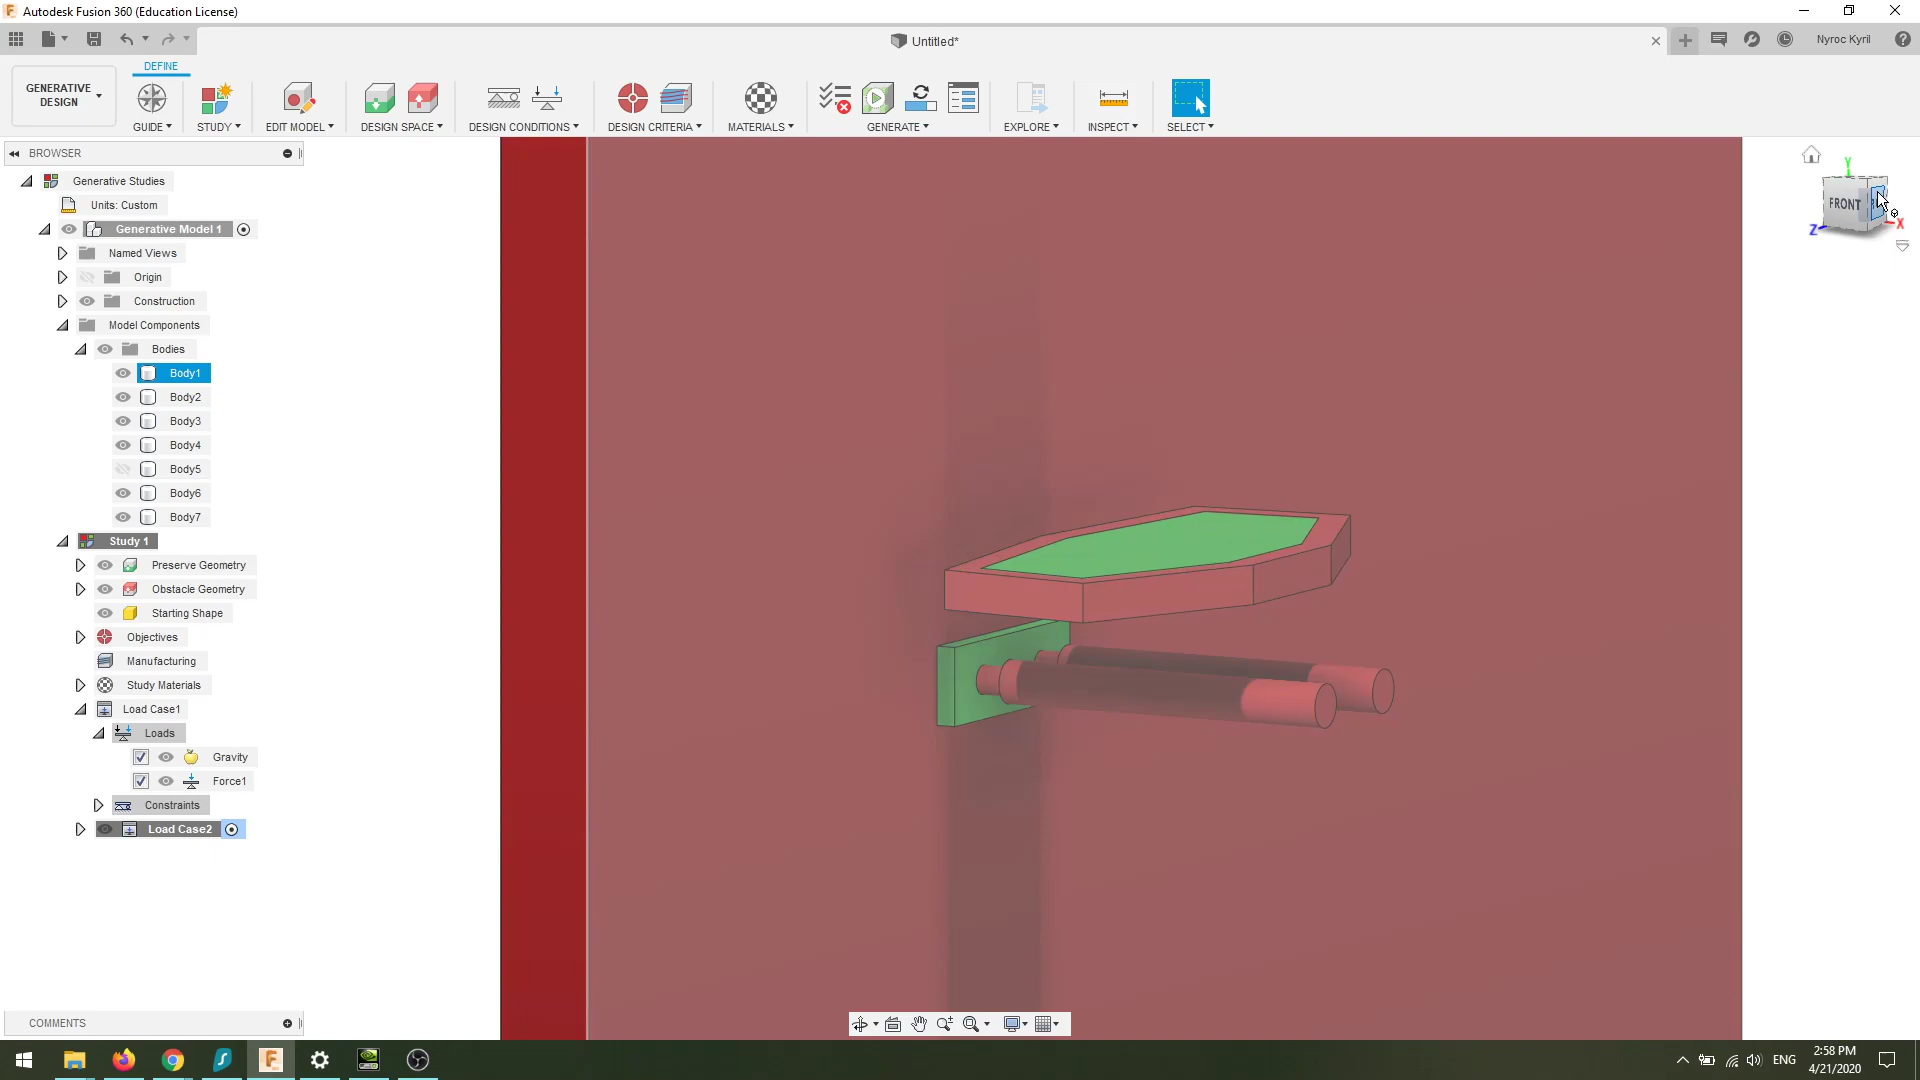 Autodesk Fusion 360 (Education License)
Untitled*
Nyroc Kyril
GENERATIVE
DESIGN
DEFINE
GUIDE
STUDY
EDIT MODEL
DESIGN SPACE
DESIGN CONDITIONS
DESIGN CRITERIA
MATERIALS
GENERATE
EXPLORE
INSPECT
SELECT
BROWSER
Generative Studies
Units: Custom
Generative Model 1
Named Views
Origin
Construction
Model Components
Bodies
Body1
Body2
Body3
Body4
Body5
Body6
Body7
Study 1
Preserve Geometry
Obstacle Geometry
Starting Shape
Objectives
Manufacturing
Study Materials
Load Case1
Loads
Gravity
Force1
Constraints
Load Case2
Y
FRONT
Z
X
COMMENTS
ENG
2:58 PM
4/21/2020